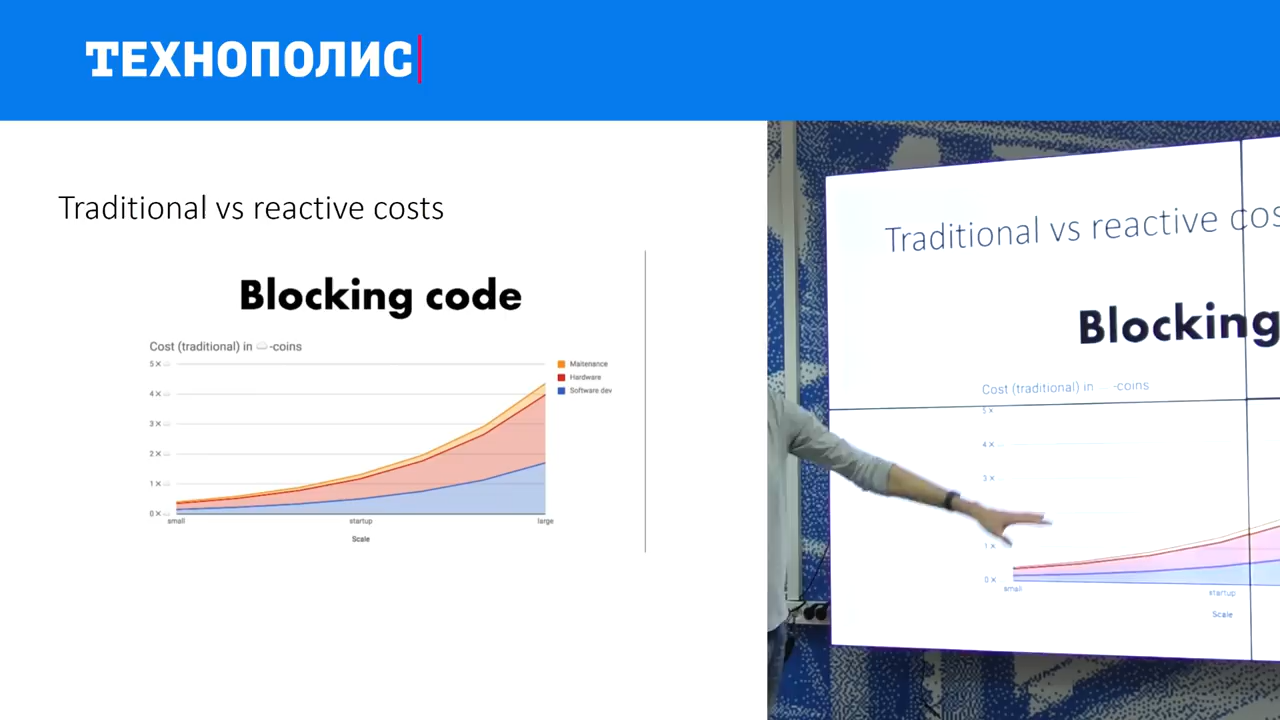 ТЕХНОПОЛИС
Traditional vs reactive costs
Blocking code
Cost (traditional) in -coins
5 ×
4 ×
3 ×
2 ×
1 ×
0 ×
small
startup
large
Scale
Maitenance
Hardware
Software dev
Traditional vs reactive cos
Blocking
Cost (traditional) in -coins
5 ×
4 ×
3 ×
1 ×
0 ×
small
startup
Scale